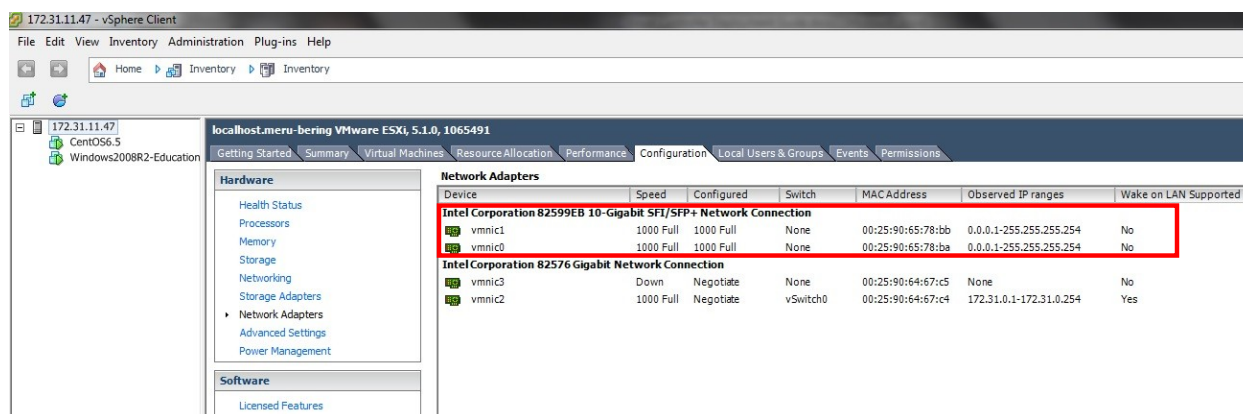 172.31.11.47 - vSphere Client
File Edit View Inventory Administration Plug-ins Help
Home Inventory Inventory
172.31.11.47
CentOS6.5
Windows2008R2-Education
localhost.meru-bering VMware ESXi, 5.1.0, 1065491
Getting Started Summary Virtual Machines Resource Allocation Performance Configuration Local Users & Groups Events Permissions
Hardware
Health Status
Processors
Memory
Storage
Networking
Storage Adapters
Network Adapters
Advanced Settings
Power Management
Software
Licensed Features
Network Adapters
Device Speed Configured Switch MAC Address Observed IP ranges Wake on LAN Supported
Intel Corporation 82599EB 10-Gigabit SFI/SFP+ Network Connection
vmnic1 1000 Full 1000 Full None 00:25:90:65:78:bb 0.0.0.1-255.255.255.254 No
vmnic0 1000 Full 1000 Full None 00:25:90:65:78:ba 0.0.0.1-255.255.255.254 No
Intel Corporation 82576 Gigabit Network Connection
vmnic3 Down Negotiate None 00:25:90:64:67:c5 None No
vmnic2 1000 Full Negotiate vSwitch0 00:25:90:64:67:c4 172.31.0.1-172.31.0.254 Yes